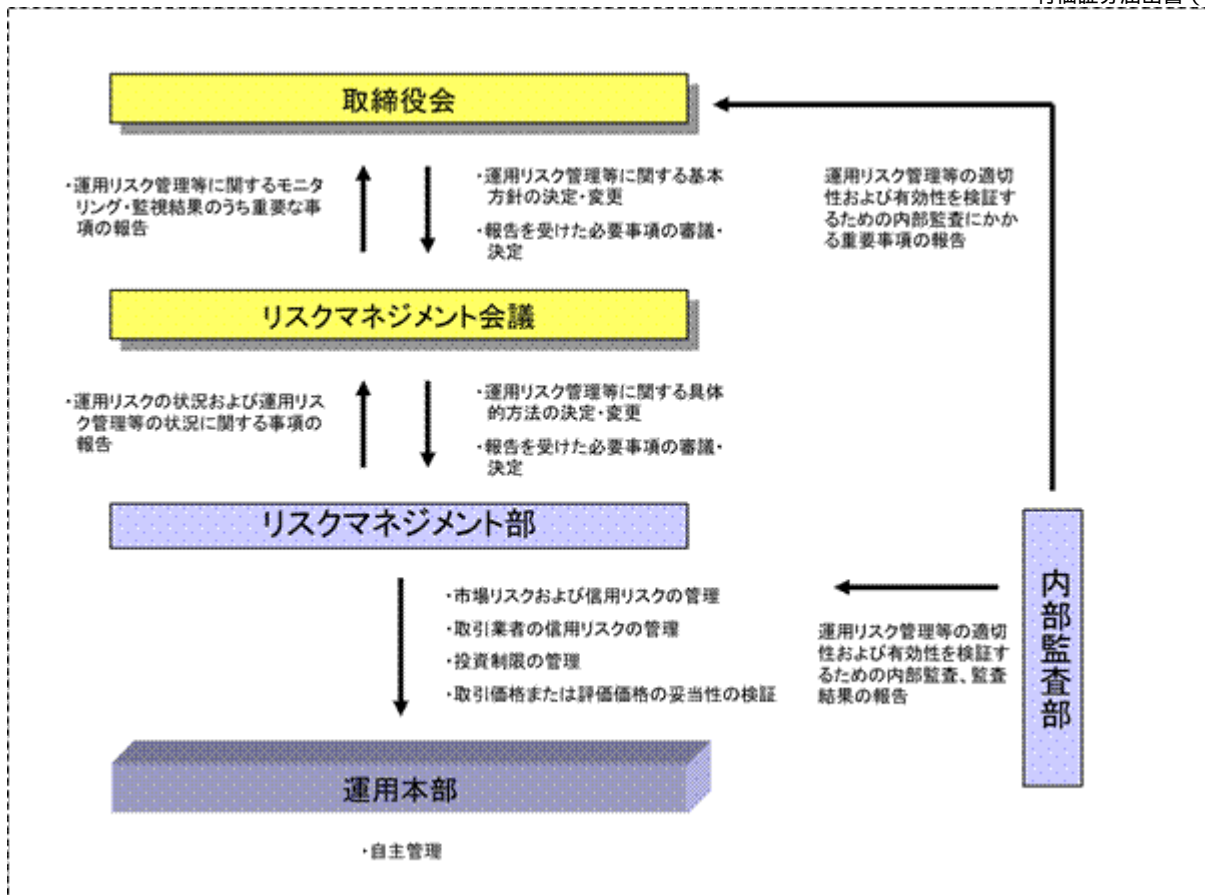 取締役会
・運用リスク管理等に関するモニタ
リング・監視結果のうち重要な事
項の報告
・運用リスク管理等に関する基本
方針の決定・変更
・報告を受けた必要事項の審議・
決定
運用リスク管理等の適切
性および有効性を検証す
るための内部監査にかか
る重要事項の報告
リスクマネジメント会議
・運用リスクの状況および運用リス
ク管理等の状況に関する事項の
報告
・運用リスク管理等に関する具体
的方法の決定・変更
・報告を受けた必要事項の審議・
決定
リスクマネジメント部
・市場リスクおよび信用リスクの管理
・取引業者の信用リスクの管理
・投資制限の管理
・取引価格または評価価格の妥当性の検証
運用リスク管理等の適切
性および有効性を検証す
るための内部監査、監査
結果の報告
内部監査部
運用本部
・自主管理